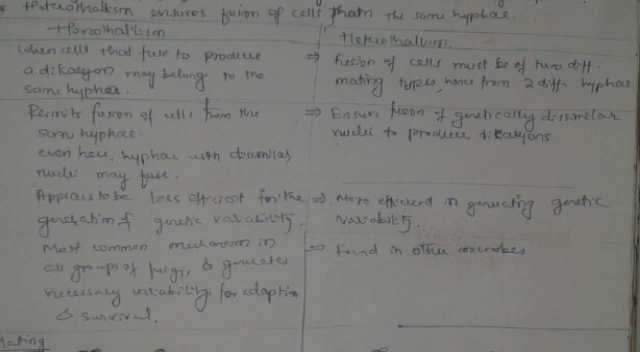 * Heterothallism ensures fusion of cells than the same hyphae.
Homothallism
when cells that fuse to produce
a dikaryon may belong to the
same hyphae.
Permits fusion of cells from the
same hyphae.
even here, hyphae with dissimilar
nuclei may fuse.
Appears to be less efficient for the
generation of genetic variability.
Most common mechanism in
all groups of fungi, & generates
necessary variability for adaption
& survival.
Heterothallism.
⇒ fusion of cells must be of two diff.
mating types, hence from 2 diff. hyphae
⇒ Ensure fusion of genetically dissimilar
nuclei to produce dikaryons
⇒ More efficient in generating genetic
variability.
⇒ Found in other microbes
Mating